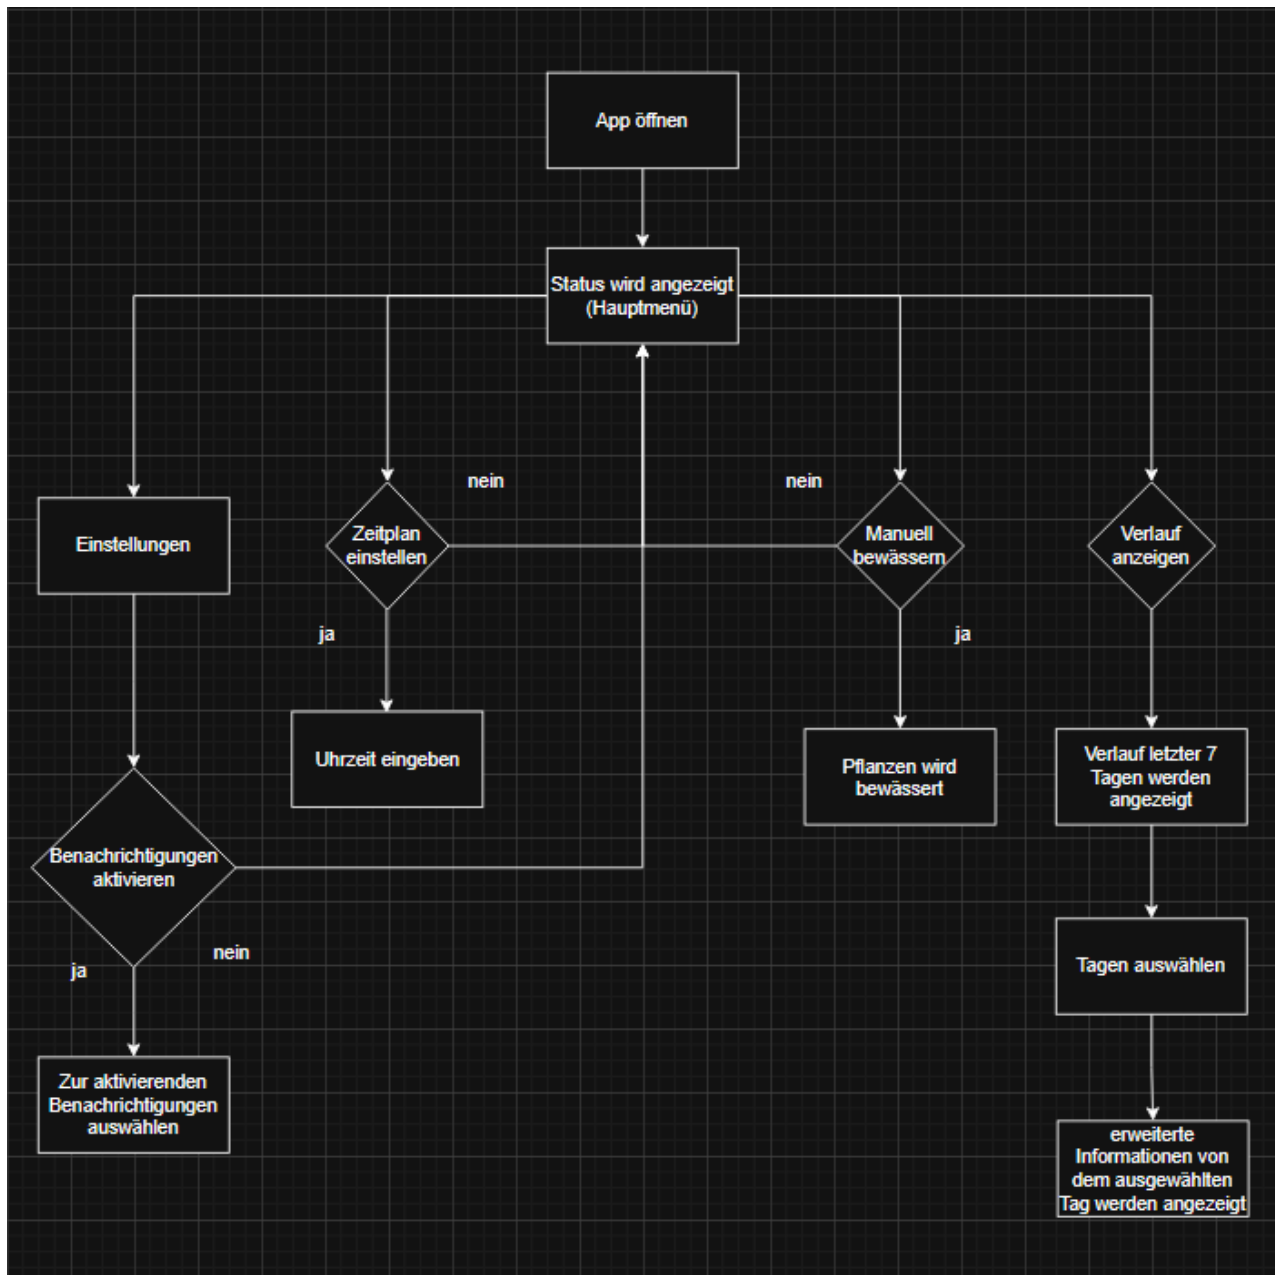 App öffnen
Status wird angezeigt
(Hauptmenü)
nein
nein
Einstellungen
Zeitplan
einstellen
Manuell
bewässern
Verlauf
anzeigen
ja
ja
Uhrzeit eingeben
Pflanzen wird
bewässert
Verlauf letzter 7
Tagen werden
angezeigt
Benachrichtigungen
aktivieren
nein
ja
Tagen auswählen
Zur aktivierenden
Benachrichtigungen
auswählen
erweiterte
Informationen von
dem ausgewählten
Tag werden angezeigt